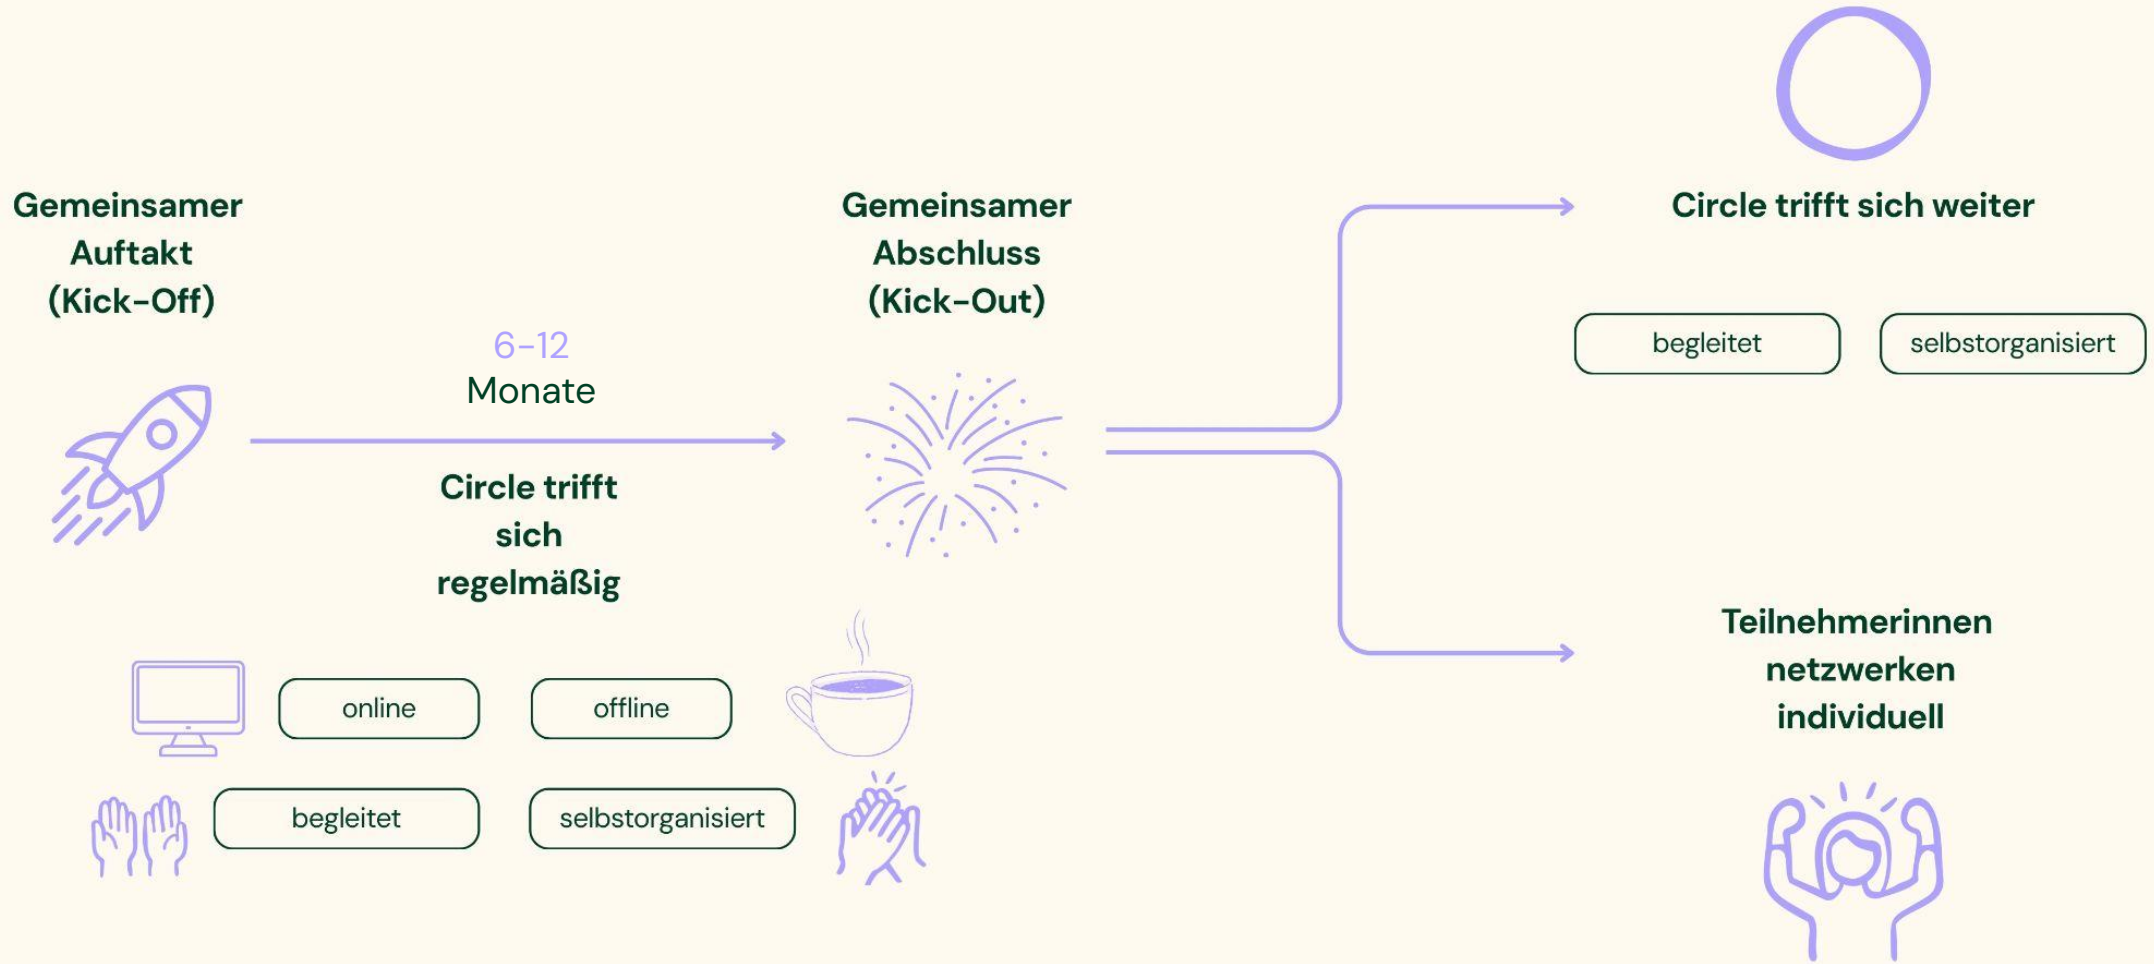 Gemeinsamer
Auftakt
(Kick-Off)
6-12
Monate
Circle trifft
sich
regelmäßig
online
offline
begleitet
selbstorganisiert
Gemeinsamer
Abschluss
(Kick-Out)
Circle trifft sich weiter
begleitet
selbstorganisiert
Teilnehmerinnen
netzwerken
individuell